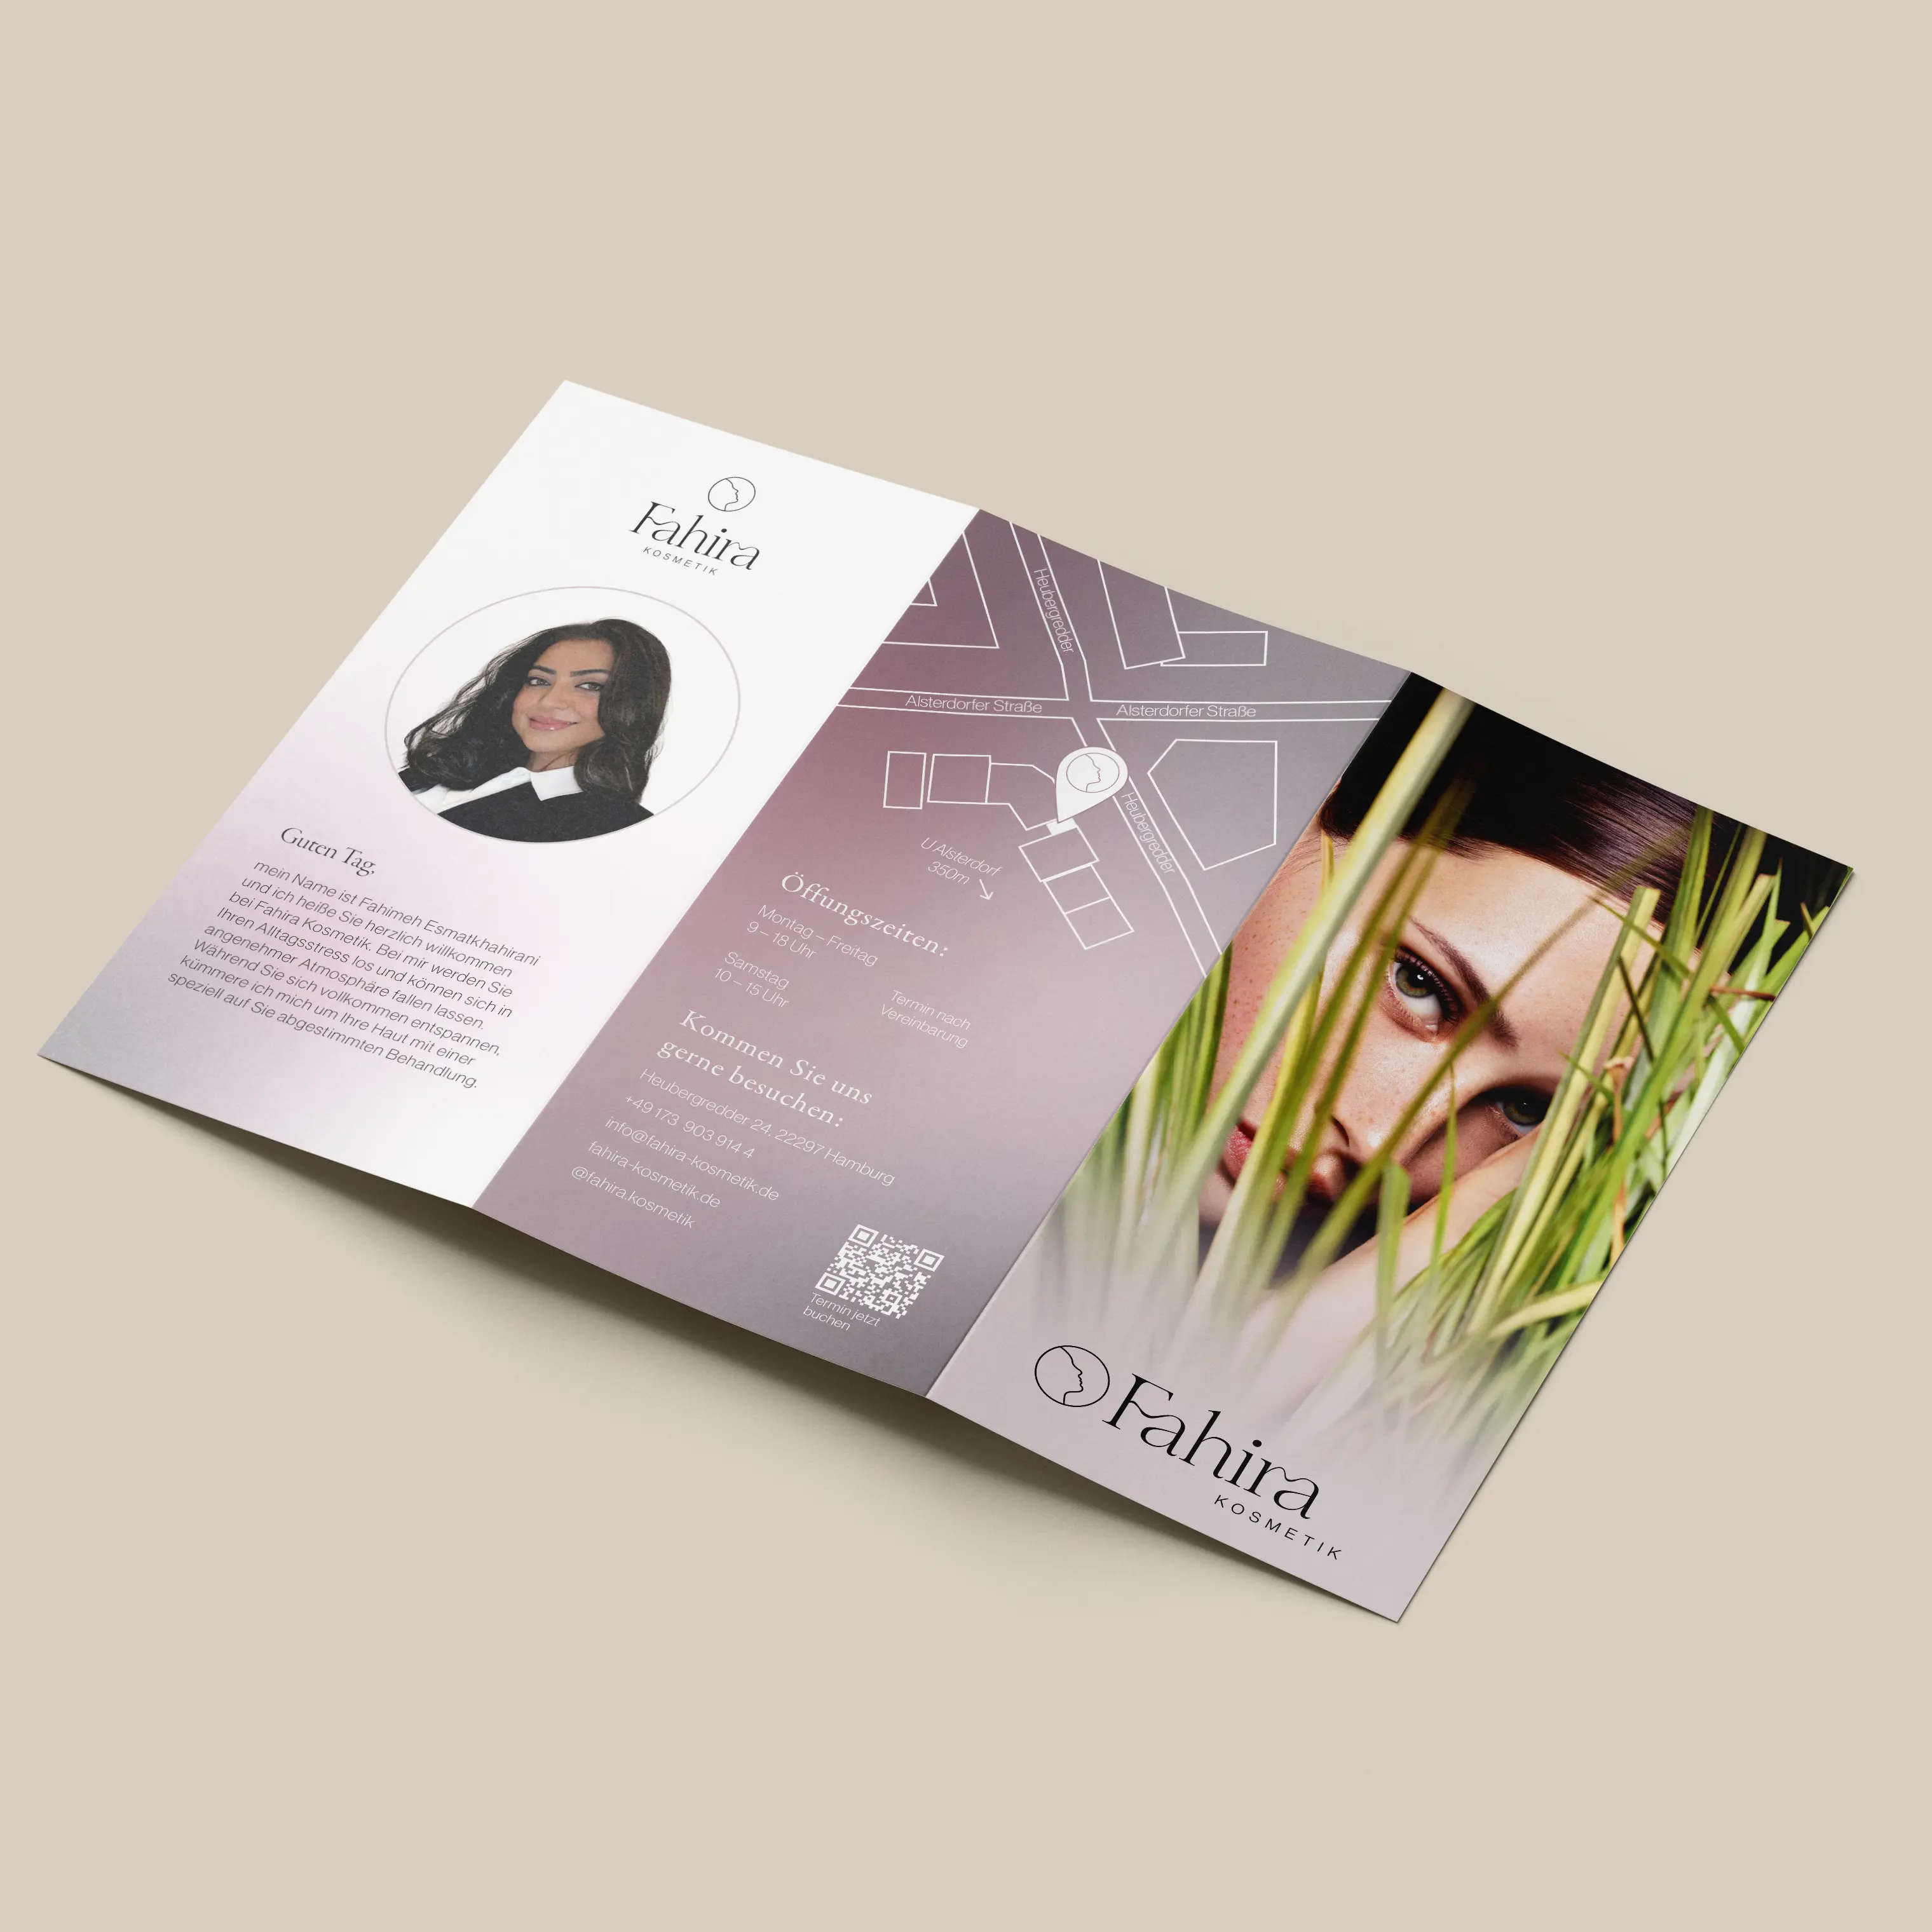 Fahira
KOSMETIK
Guten Tag,
mein Name ist Fahimeh Esmatkhahirani
und ich heiße Sie herzlich willkommen
bei Fahira Kosmetik. Bei mir werden Sie
Ihren Alltagsstress los und können sich in
angenehmer Atmosphäre fallen lassen.
Während Sie sich vollkommen entspannen,
kümmere ich mich um Ihre Haut mit einer
speziell auf Sie abgestimmten Behandlung.
Heubergredder
Alsterdorfer Straße
Alsterdorfer Straße
Heubergredder
U Alsterdorf
350m
Öffungszeiten:
Montag – Freitag
9 – 18 Uhr
Samstag
10 – 15 Uhr
Termin nach
Vereinbarung
Kommen Sie uns
gerne besuchen:
Heubergredder 24, 22297 Hamburg
+49 173 903 914 4
info@fahira-kosmetik.de
fahira-kosmetik.de
@fahira.kosmetik
Termin jetzt
buchen
Fahira
KOSMETIK